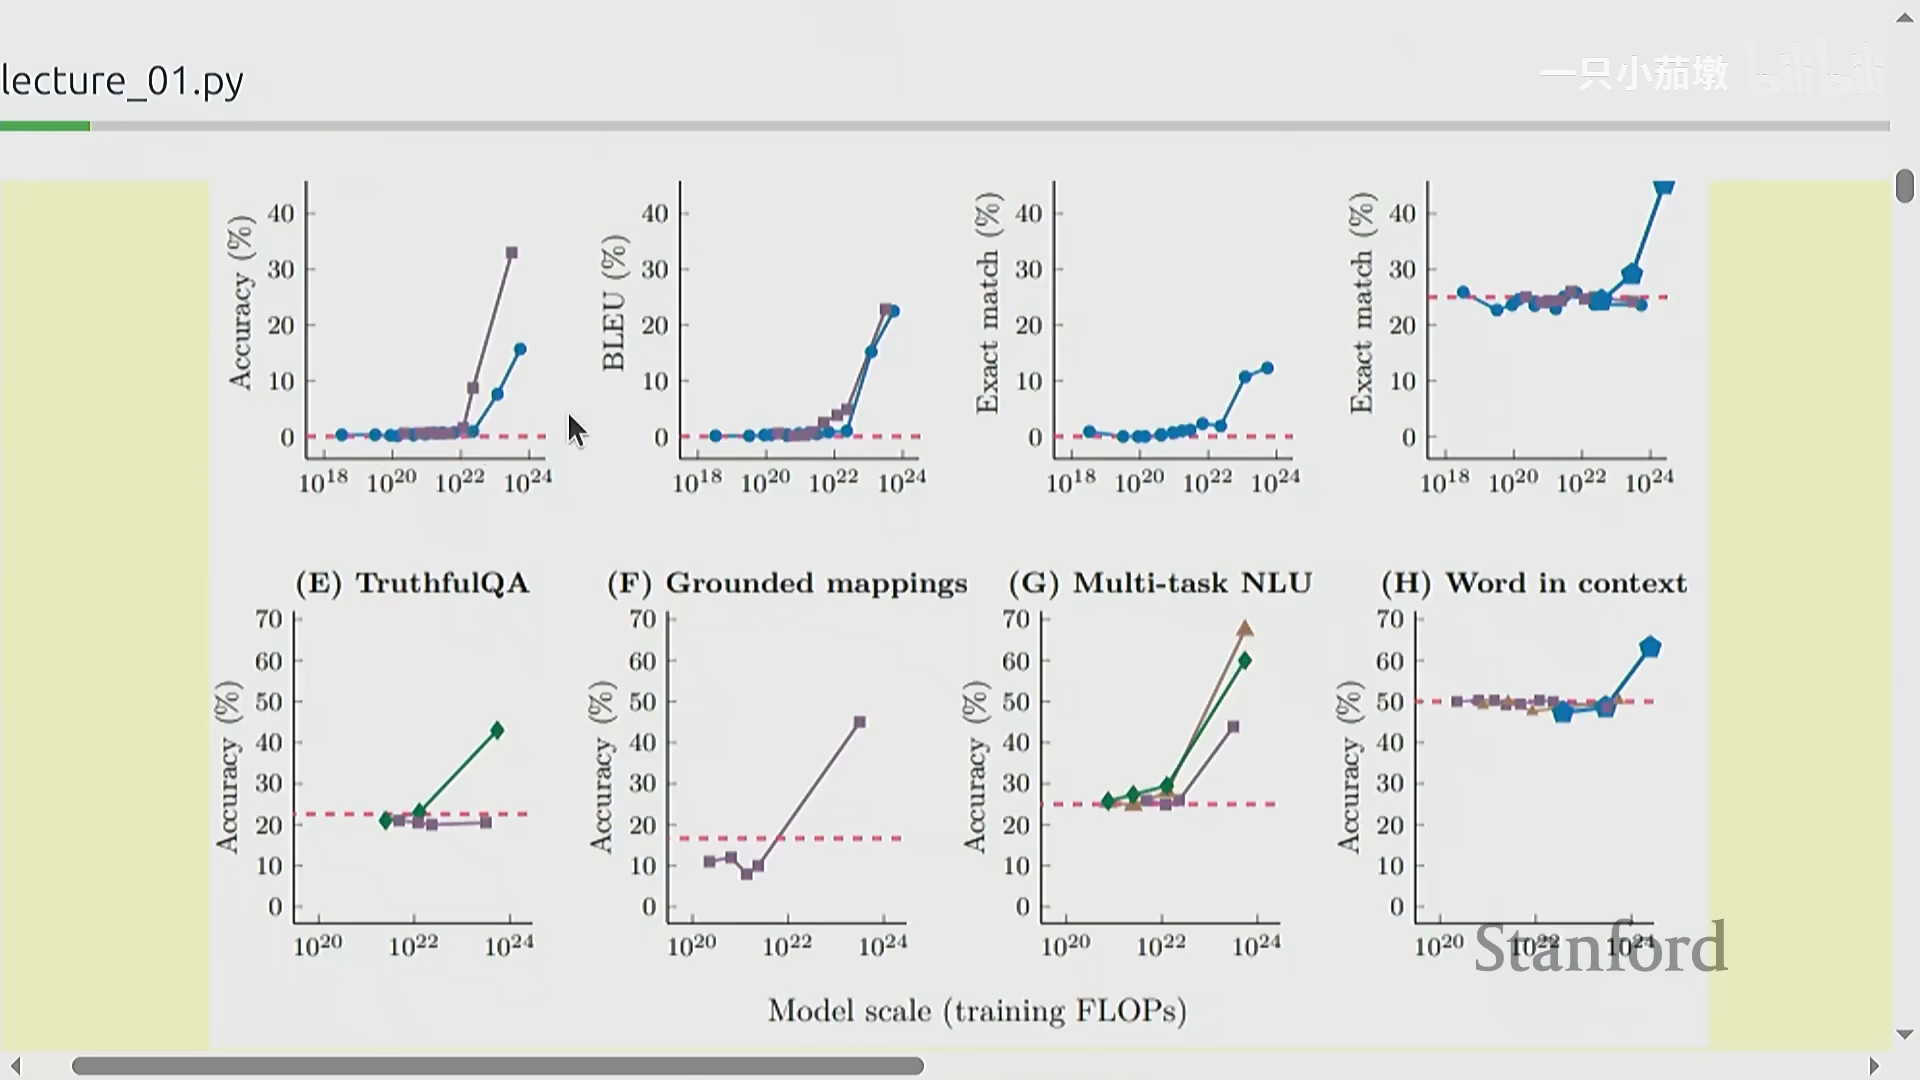 lecture_01.py
一只小茄墩 bilibili
Accuracy (%)
40
30
20
10
0
10^18 10^20 10^22 10^24
BLEU (%)
40
30
20
10
0
10^18 10^20 10^22 10^24
Exact match (%)
40
30
20
10
0
10^18 10^20 10^22 10^24
Exact match (%)
40
30
20
10
0
10^18 10^20 10^22 10^24
(E) TruthfulQA
Accuracy (%)
70
60
50
40
30
20
10
0
10^20 10^22 10^24
(F) Grounded mappings
Accuracy (%)
70
60
50
40
30
20
10
0
10^20 10^22 10^24
(G) Multi-task NLU
Accuracy (%)
70
60
50
40
30
20
10
0
10^20 10^22 10^24
(H) Word in context
Accuracy (%)
70
60
50
40
30
20
10
0
10^20 10^22 10^24
Stanford
Model scale (training FLOPs)